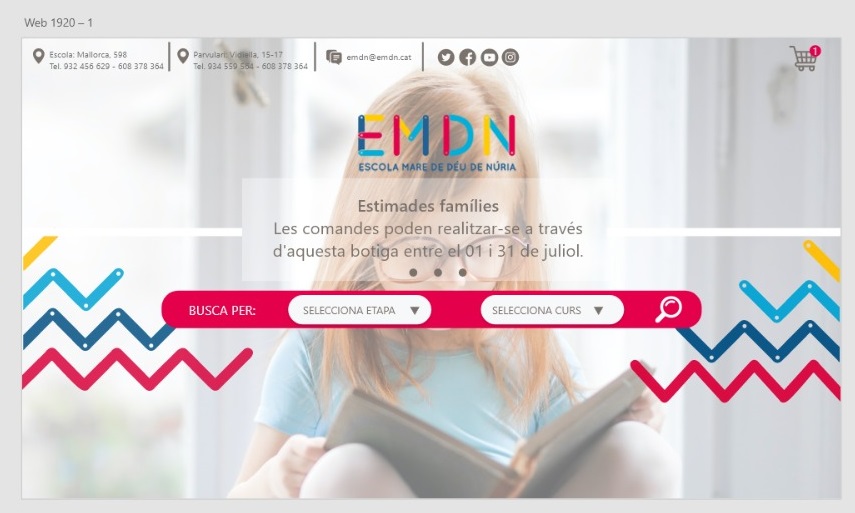 Web 1920 – 1
Escola: Mallorca, 598
Tel. 932 456 629 - 608 378 364
Parvulari: Vidiella, 15-17
Tel. 934 559 564 - 608 378 364
emdn@emdn.cat
1
EMDN
ESCOLA MARE DE DÉU DE NÚRIA
Estimades famílies
Les comandes poden realitzar-se a través
d'aquesta botiga entre el 01 i 31 de juliol.
BUSCA PER:
SELECCIONA ETAPA
SELECCIONA CURS